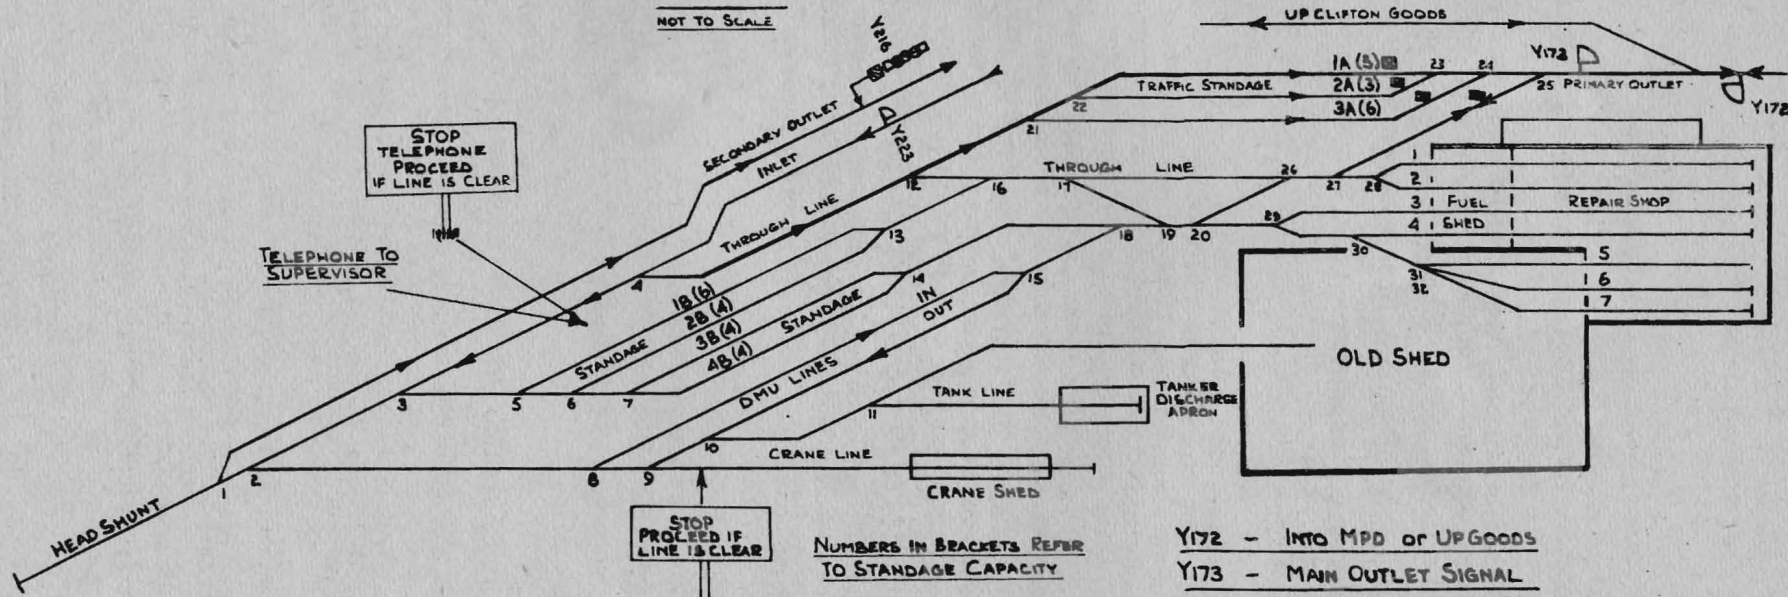 NOT TO SCALE
UP CLIFTON GOODS
Y216
Y173
1A (5)
23
24
TRAFFIC STANDAGE
2A (3)
25 PRIMARY OUTLET
Y172
22
3A (6)
21
STOP
TELEPHONE
PROCEED
IF LINE IS CLEAR
SECONDARY OUTLET
INLET
Y223
THROUGH LINE
12
16
THROUGH LINE
17
26
27
28
1
2
3
FUEL
REPAIR SHOP
4
SHED
5
6
7
TELEPHONE TO
SUPERVISOR
4
13
18
19
20
29
30
31
32
1B (6)
2B (4)
3B (4)
4B (4)
STANDAGE
STANDAGE
14
IN
OUT
15
DMU LINES
OLD SHED
3
5
6
7
TANK LINE
TANKER
DISCHARGE
APRON
11
10
CRANE LINE
1
2
8
9
CRANE SHED
HEAD SHUNT
STOP
PROCEED IF
LINE IS CLEAR
NUMBERS IN BRACKETS REFER
TO STANDAGE CAPACITY
Y172 - INTO MPD or UP GOODS
Y173 - MAIN OUTLET SIGNAL